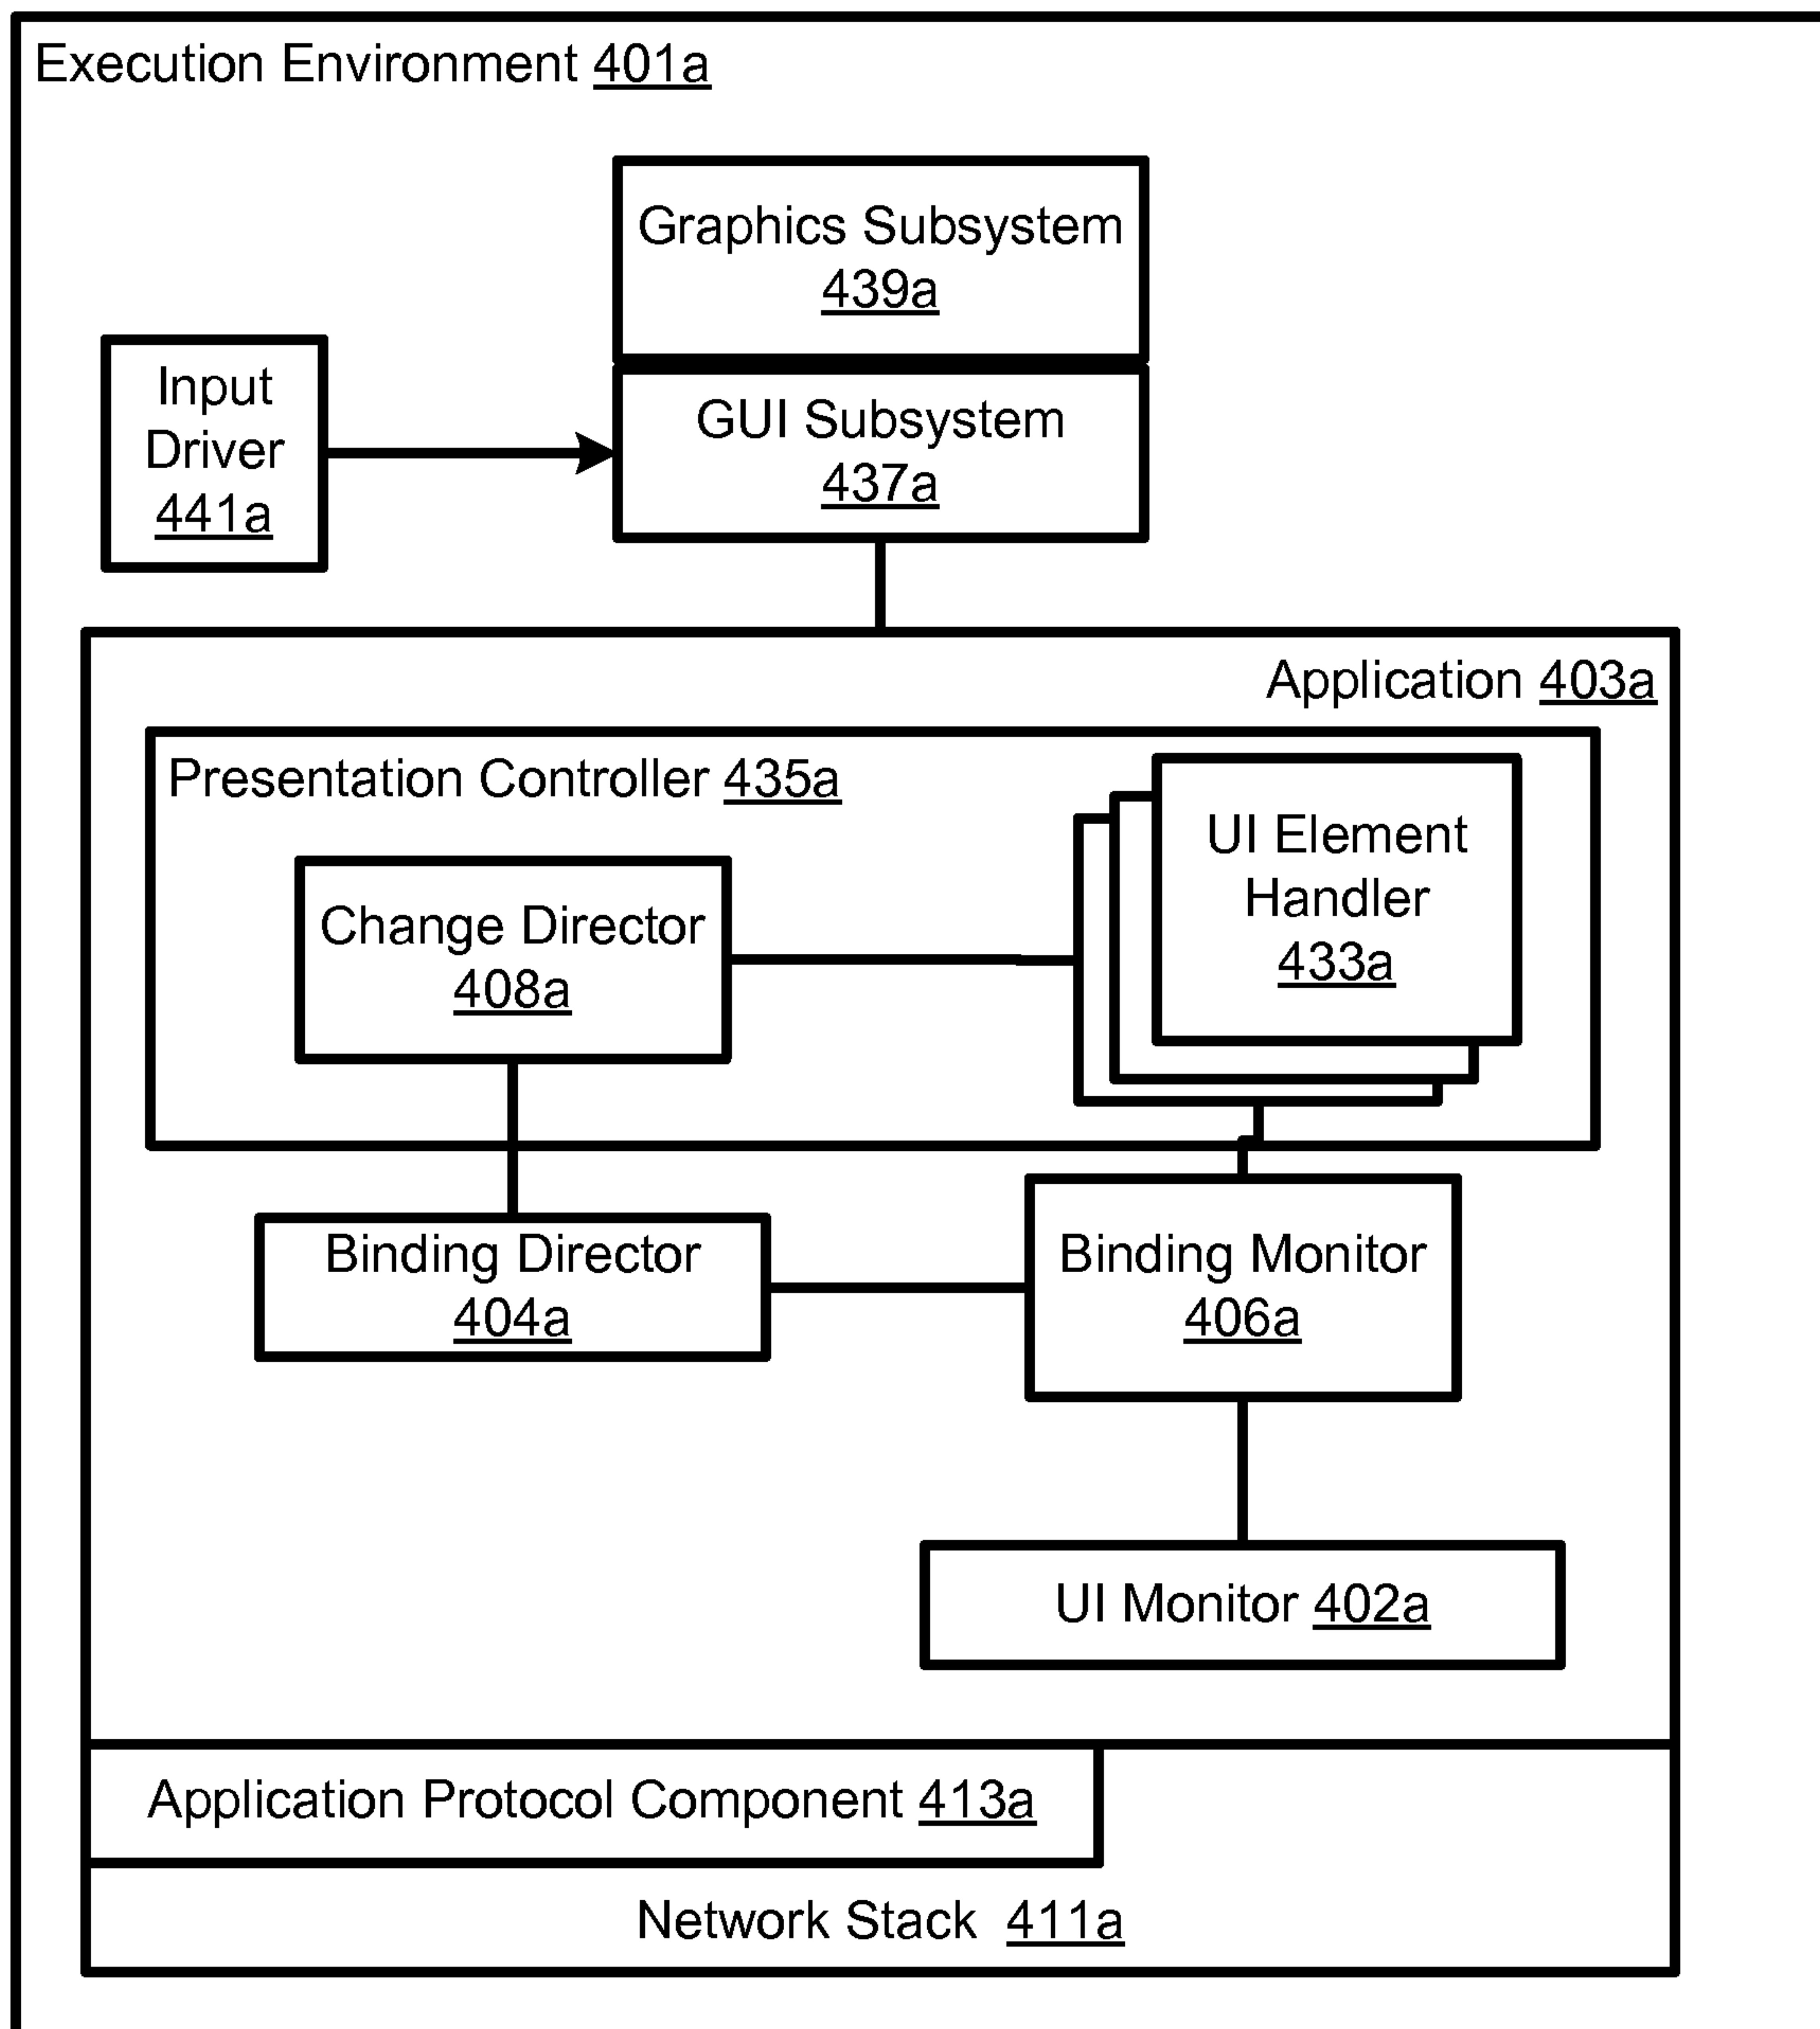 Execution Environment 401a
Graphics Subsystem
439a
Input
Driver
441a
GUI Subsystem
437a
Application 403a
Presentation Controller 435a
UI Element
Handler
433a
Change Director
408a
Binding Director
404a
Binding Monitor
406a
UI Monitor 402a
Application Protocol Component 413a
Network Stack 411a